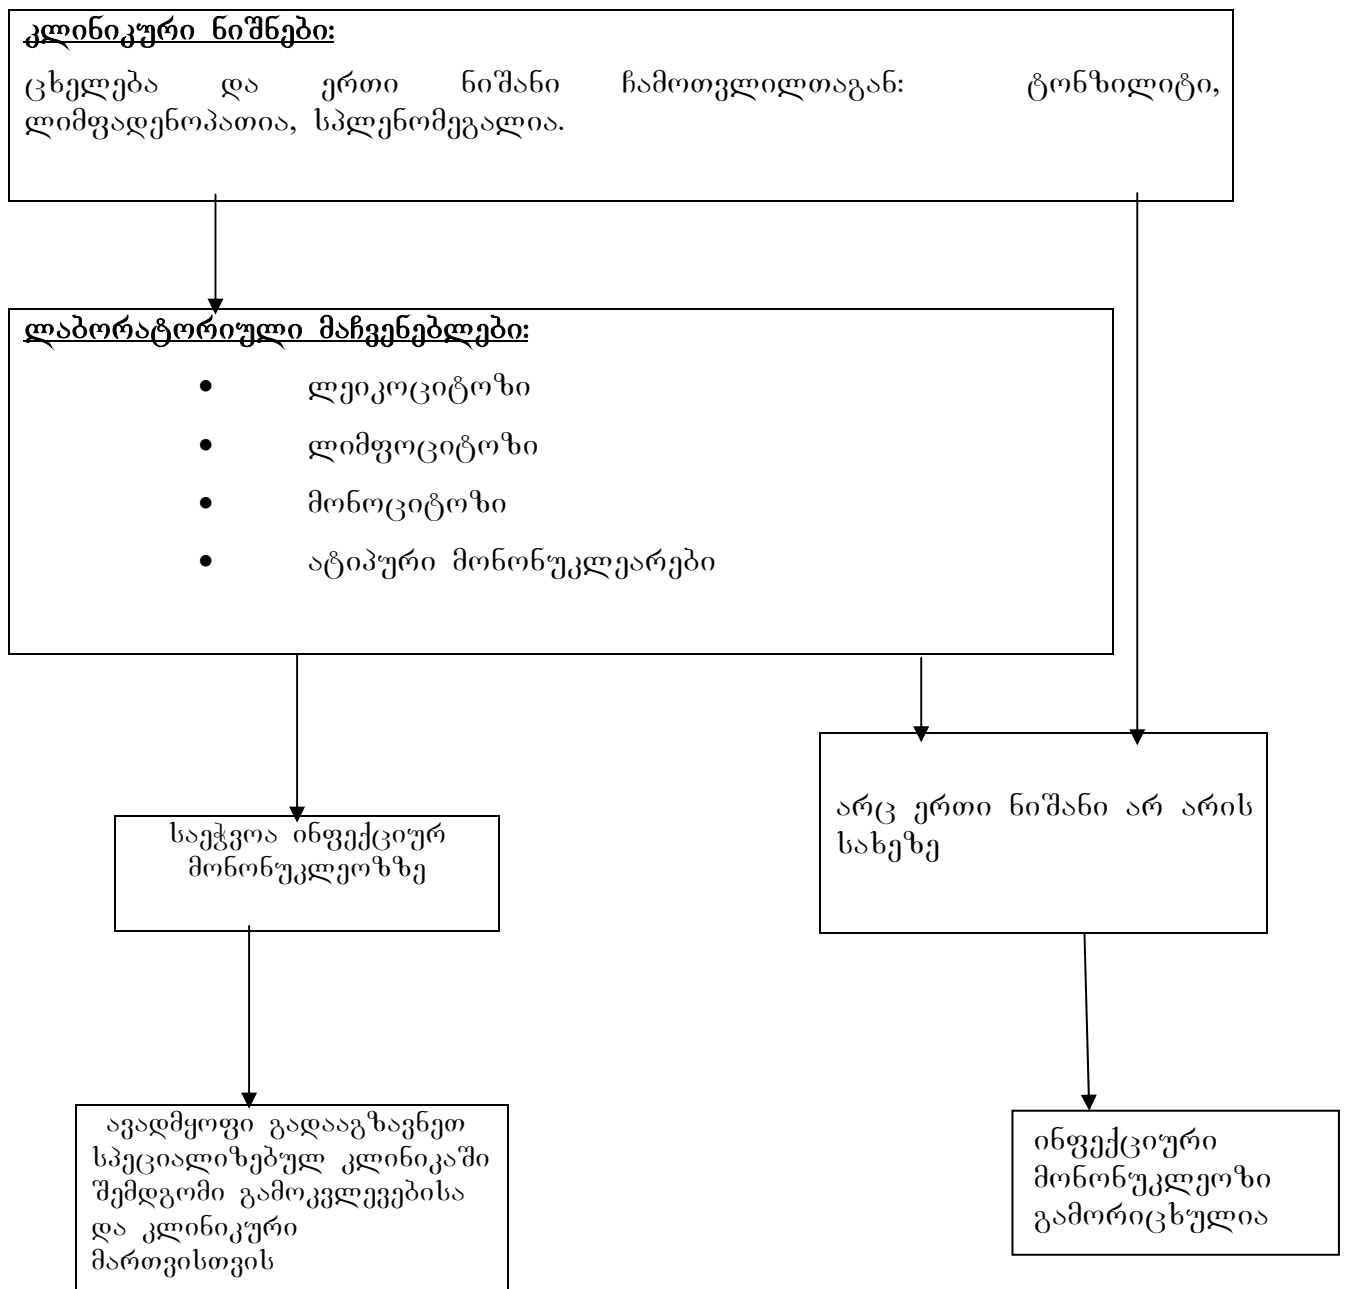 კლინიკური ნიშნები:
ცხელება და ერთი ნიშანი ჩამოთვლილთაგან: ტონზილიტი,
ლიმფადენოპათია, სპლენომეგალია.
ლაბორატორიული მაჩვენებლები:
• ლეიკოციტოზი
• ლიმფოციტოზი
• მონოციტოზი
• ატიპური მონონუკლეარები
არც ერთი ნიშანი არ არის
სახეზე
საეჭვოა ინფექციურ
მონონუკლეოზზე
ავადმყოფი გადააგზავნეთ
სპეციალიზებულ კლინიკაში
შემდგომი გამოკვლევებისა
და კლინიკური
მართვისთვის
ინფექციური
მონონუკლეოზი
გამორიცხულია